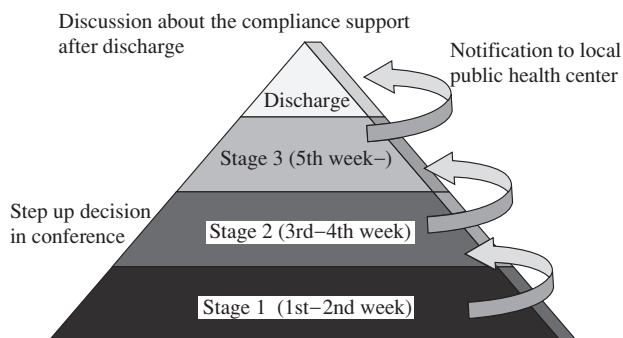 Discussion about the compliance support
after discharge
Notification to local
public health center
Discharge
Stage 3 (5th week−)
Step up decision
in conference
Stage 2 (3rd−4th week)
Stage 1 (1st−2nd week)